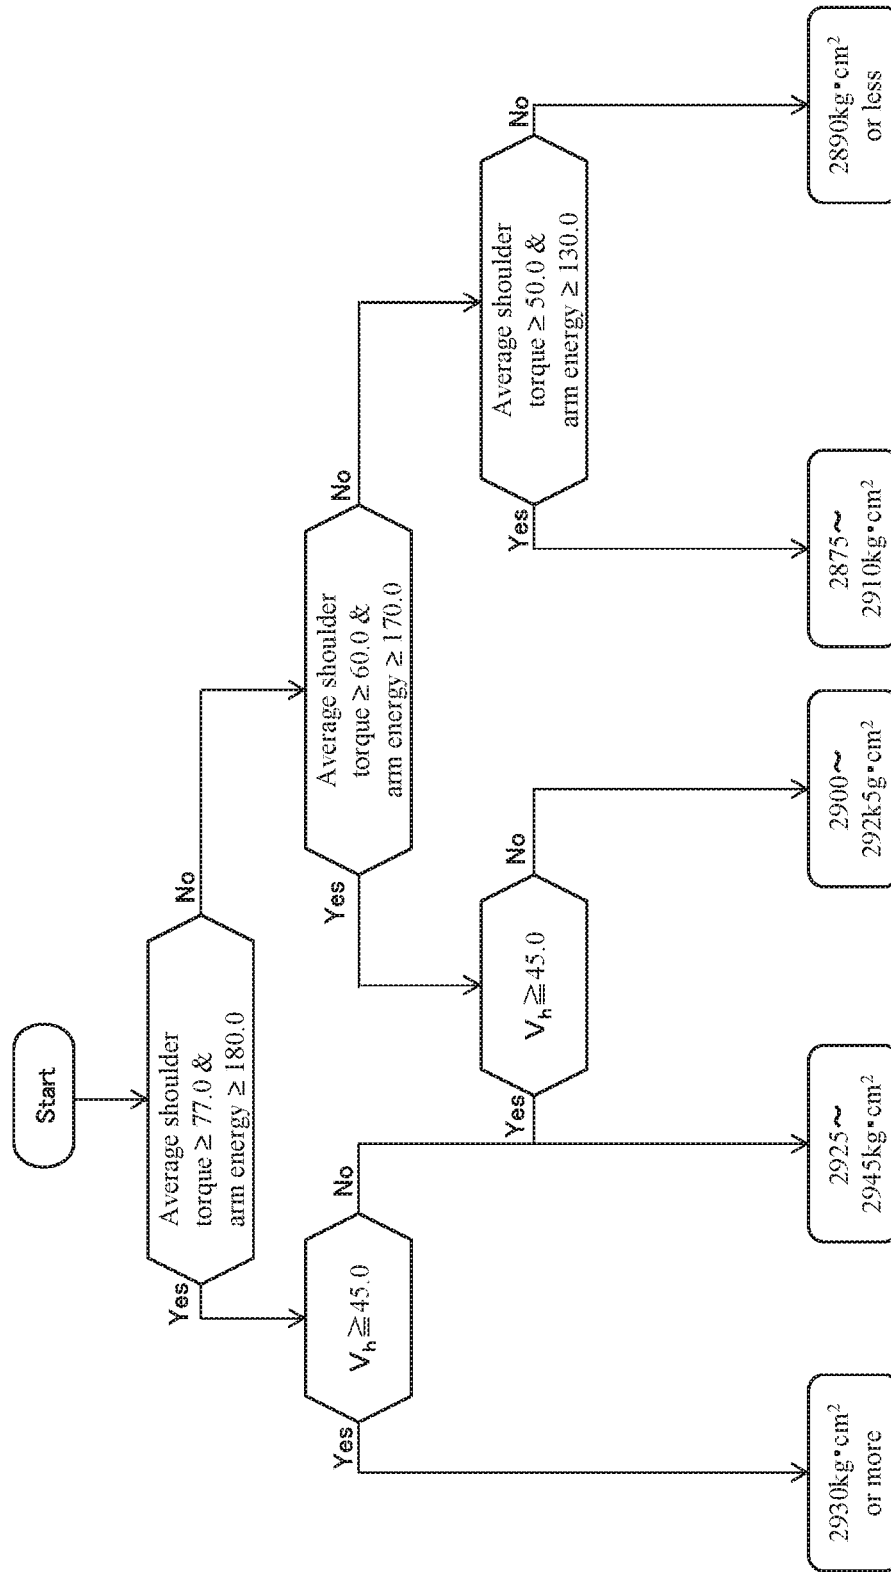 Start
Average shoulder
torque ≥ 77.0 &
arm energy ≥ 180.0
Yes
No
V_h≧45.0
Yes
No
Average shoulder
torque ≥ 60.0 &
arm energy ≥ 170.0
Yes
No
V_h≧45.0
Yes
No
Average shoulder
torque ≥ 50.0 &
arm energy ≥ 130.0
Yes
No
2930kg•cm²
or more
2925～
2945kg•cm²
2900～
292k5g•cm²
2875～
2910kg•cm²
2890kg•cm²
or less